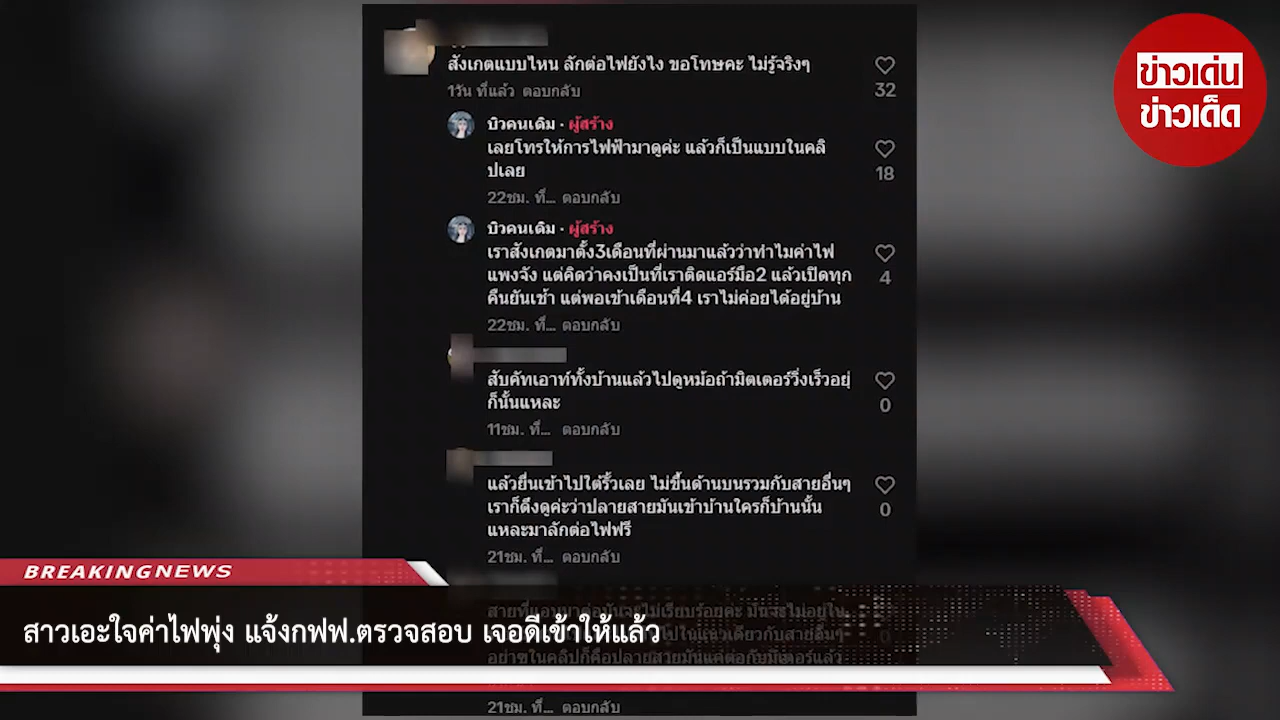 ข่าวเด่น
ข่าวเด็ด
สังเกตแบบไหน ลักต่อไฟยังไง ขอโทษคะ ไม่รู้จริงๆ
1วัน ที่แล้ว ตอบกลับ
32
บิวคนเดิม · ผู้สร้าง
เลยโทรให้การไฟฟ้ามาดูค่ะ แล้วก็เป็นแบบในคลิ
ปเลย
18
22ชม. ที่... ตอบกลับ
บิวคนเดิม · ผู้สร้าง
เราสังเกตมาตั้ง3เดือนที่ผ่านมาแล้วว่าทำไมค่าไฟ
แพงจัง แต่คิดว่าคงเป็นที่เราติดแอร์มือ2 แล้วเปิดทุก
คืนยันเช้า แต่พอเข้าเดือนที่4 เราไม่ค่อยได้อยู่บ้าน
4
22ชม. ที่... ตอบกลับ
สับคัทเอาท์ทั้งบ้านแล้วไปดูหม้อถ้ามิตเตอร์วิ่งเร็วอยุ่
ก็นั้นแหละ
0
11ชม. ที่... ตอบกลับ
แล้วยื่นเข้าไปใต้รั้วเลย ไม่ขึ้นด้านบนรวมกับสายอื่นๆ
เราก็ดึงดูค่ะว่าปลายสายมันเข้าบ้านใครก็บ้านนั้น
แหละมาลักต่อไฟฟรี
0
21ชม. ที่... ตอบกลับ
BREAKINGNEWS
สาวเอะใจค่าไฟพุ่ง แจ้งกฟฟ.ตรวจสอบ เจอดีเข้าให้แล้ว
21ชม. ที่... ตอบกลับ